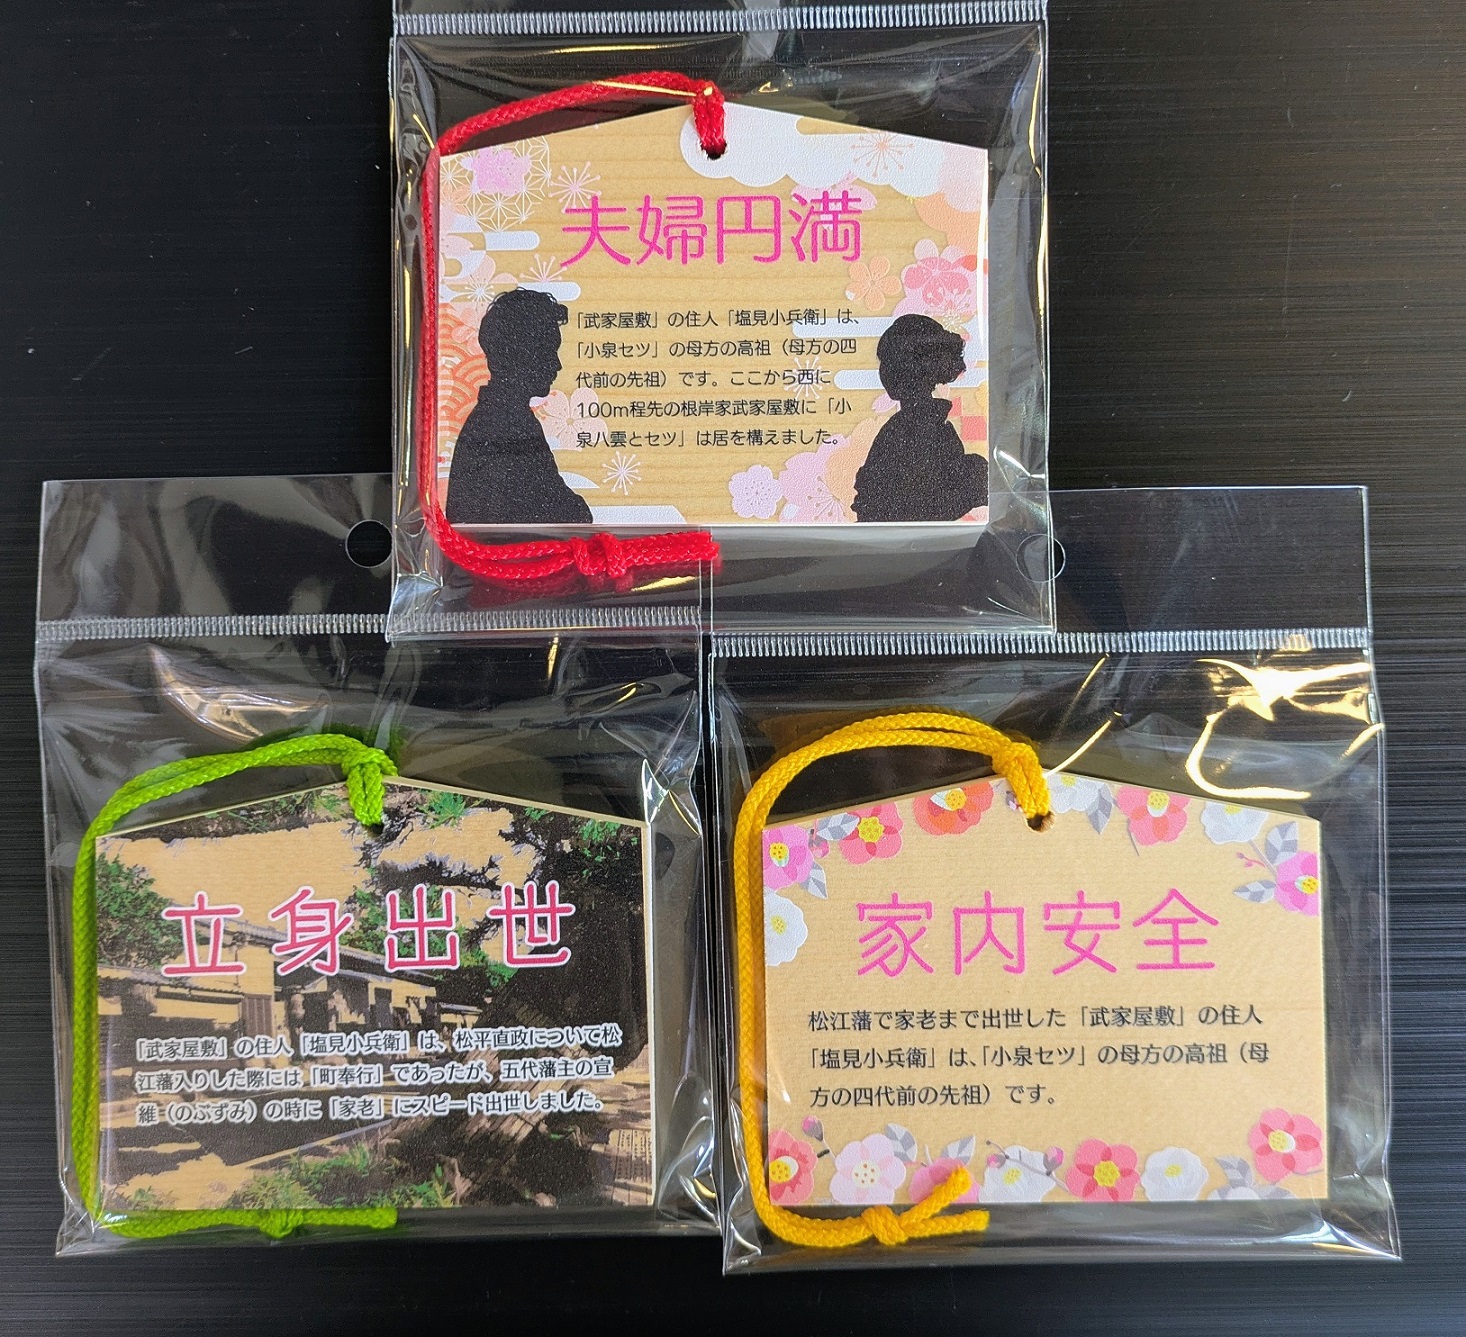 夫婦円満
「武家屋敷」の住人「塩見小兵衛」は、
「小泉セツ」の母方の高祖（母方の四
代前の先祖）です。ここから西に
100m程先の根岸家武家屋敷に「小
泉八雲とセツ」は居を構えました。
立身出世
「武家屋敷」の住人「塩見小兵衛」は、松平直政について松
江藩入りした際には「町奉行」であったが、五代藩主の宣
維（のぶずみ）の時に「家老」にスピード出世しました。
家内安全
松江藩で家老まで出世した「武家屋敷」の住人
「塩見小兵衛」は、「小泉セツ」の母方の高祖（母
方の四代前の先祖）です。